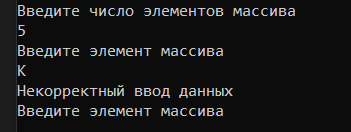 Введите число элементов массива
5
Введите элемент массива
K
Некорректный ввод данных
Введите элемент массива